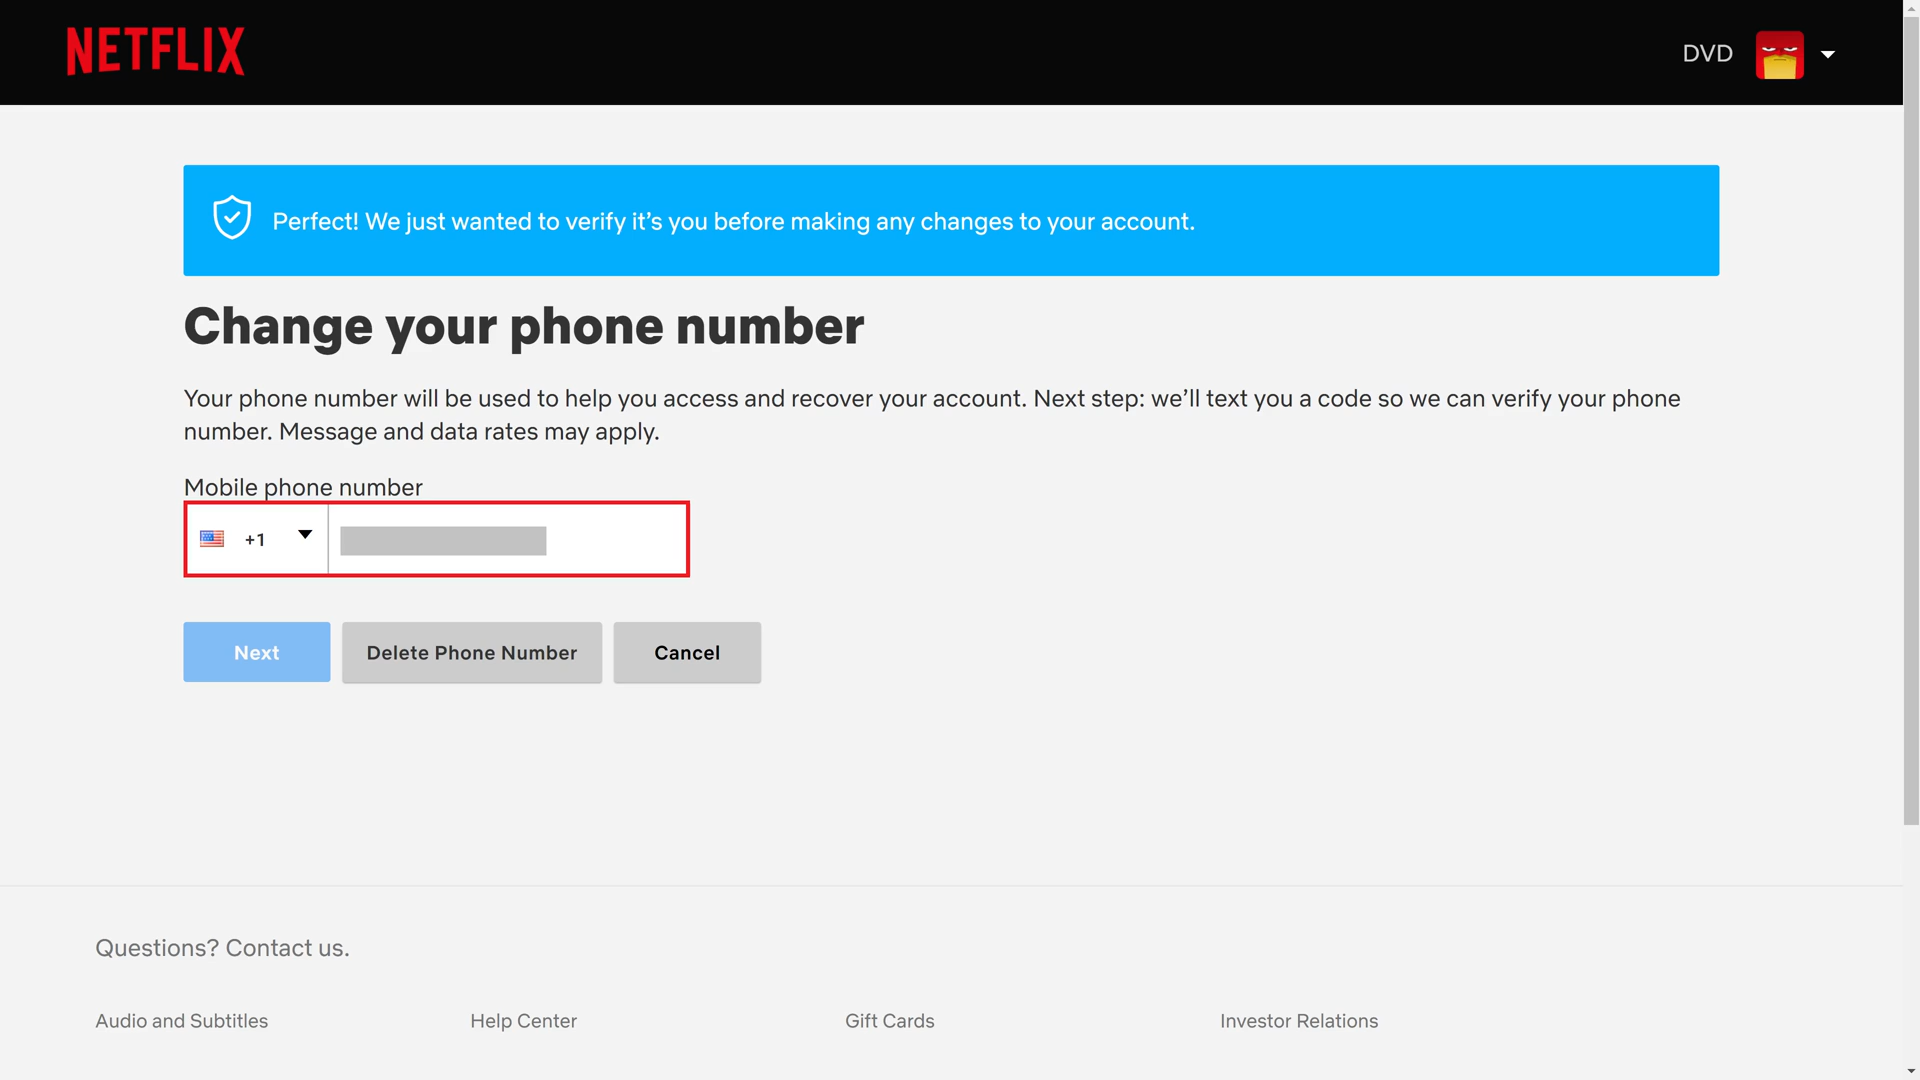 NETFLIX
DVD
Perfect! We just wanted to verify it’s you before making any changes to your account.
Change your phone number
Your phone number will be used to help you access and recover your account. Next step: we’ll text you a code so we can verify your phone
number. Message and data rates may apply.
Mobile phone number
+1
Next
Delete Phone Number
Cancel
Questions? Contact us.
Audio and Subtitles
Help Center
Gift Cards
Investor Relations